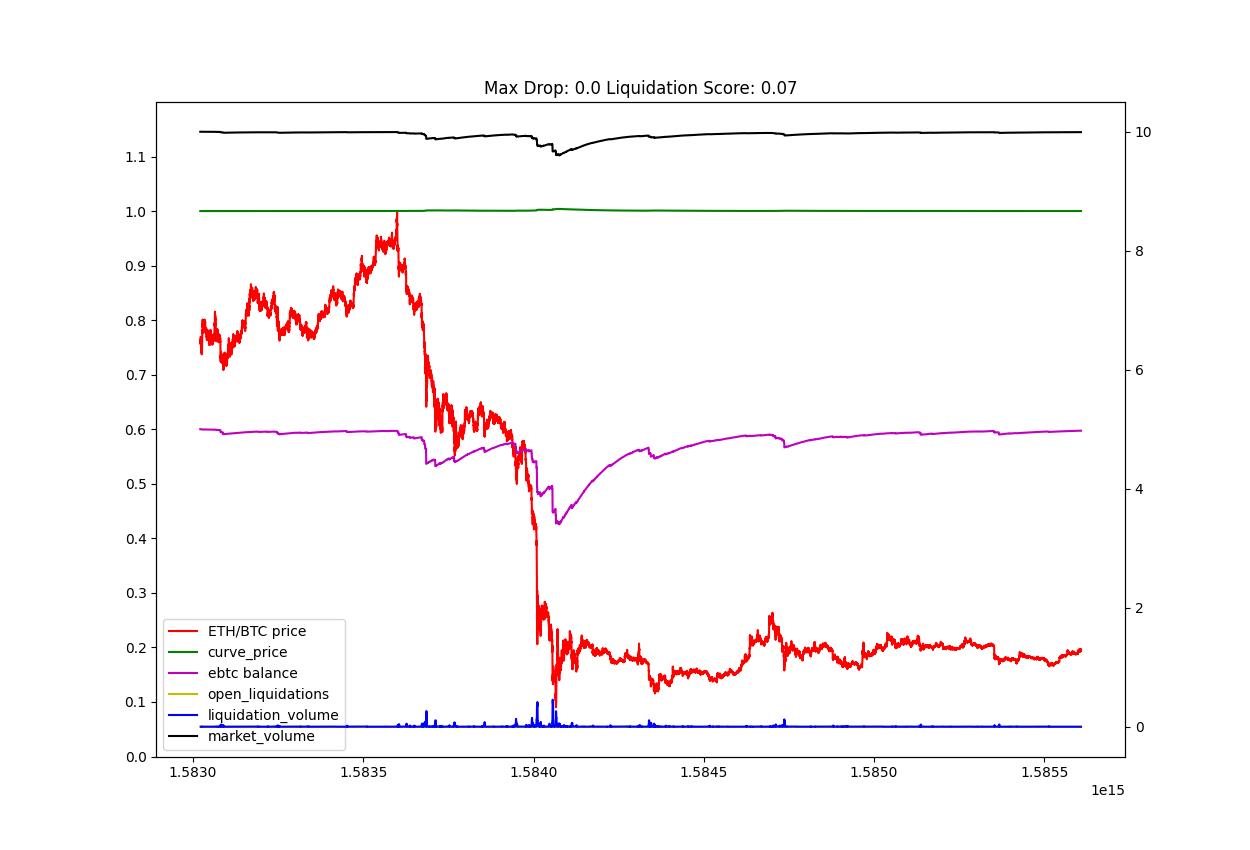 Max Drop: 0.0 Liquidation Score: 0.07
1.1
1.0
0.9
0.8
0.7
0.6
0.5
0.4
0.3
0.2
0.1
0.0
10
8
6
4
2
0
ETH/BTC price
curve_price
ebtc balance
open_liquidations
liquidation_volume
market_volume
1.5830 1.5835 1.5840 1.5845 1.5850 1.5855
1e15